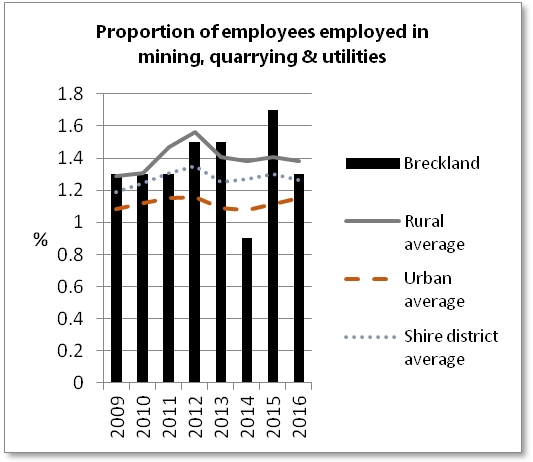 Proportion of employees employed in
mining, quarrying & utilities
1.8
1.6
1.4
1.2
1
0.8
0.6
0.4
0.2
0
%
2009
2010
2011
2012
2013
2014
2015
2016
Breckland
Rural
average
Urban
average
Shire district
average